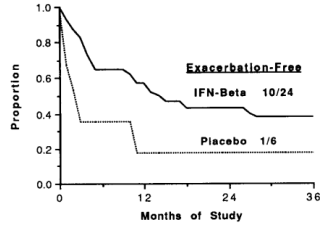 1.0
0.8
0.6
0.4
0.2
0.0
Proportion
Exacerbation-Free
IFN-Beta 10/24
Placebo 1/6
0 12 24 36
Months of Study